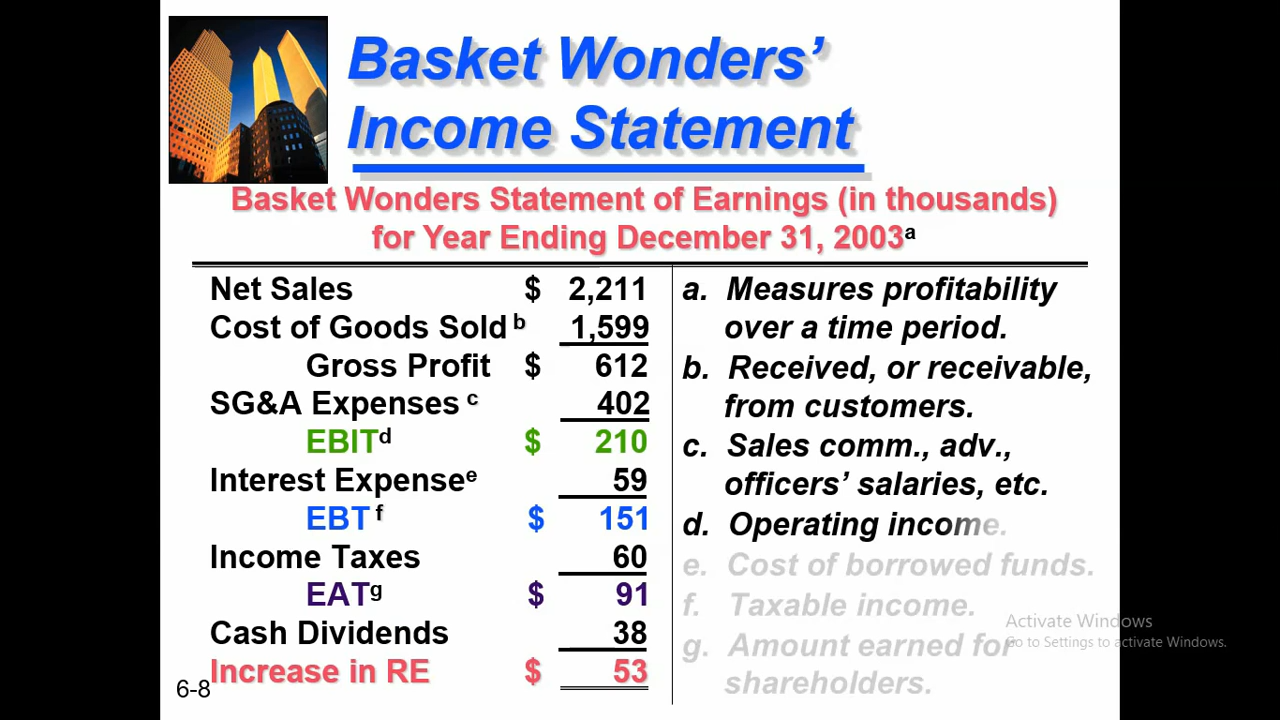 Basket Wonders’
Income Statement
Basket Wonders Statement of Earnings (in thousands)
for Year Ending December 31, 2003a
Net Sales $ 2,211
Cost of Goods Sold b 1,599
Gross Profit $ 612
SG&A Expenses c 402
EBITd $ 210
Interest Expensee 59
EBT f $ 151
Income Taxes 60
EATg $ 91
Cash Dividends 38
Increase in RE $ 53
a. Measures profitability
over a time period.
b. Received, or receivable,
from customers.
c. Sales comm., adv.,
officers’ salaries, etc.
d. Operating income.
e. Cost of borrowed funds.
f. Taxable income.
g. Amount earned for
shareholders.
Activate Windows
Go to Settings to activate Windows.
6-8